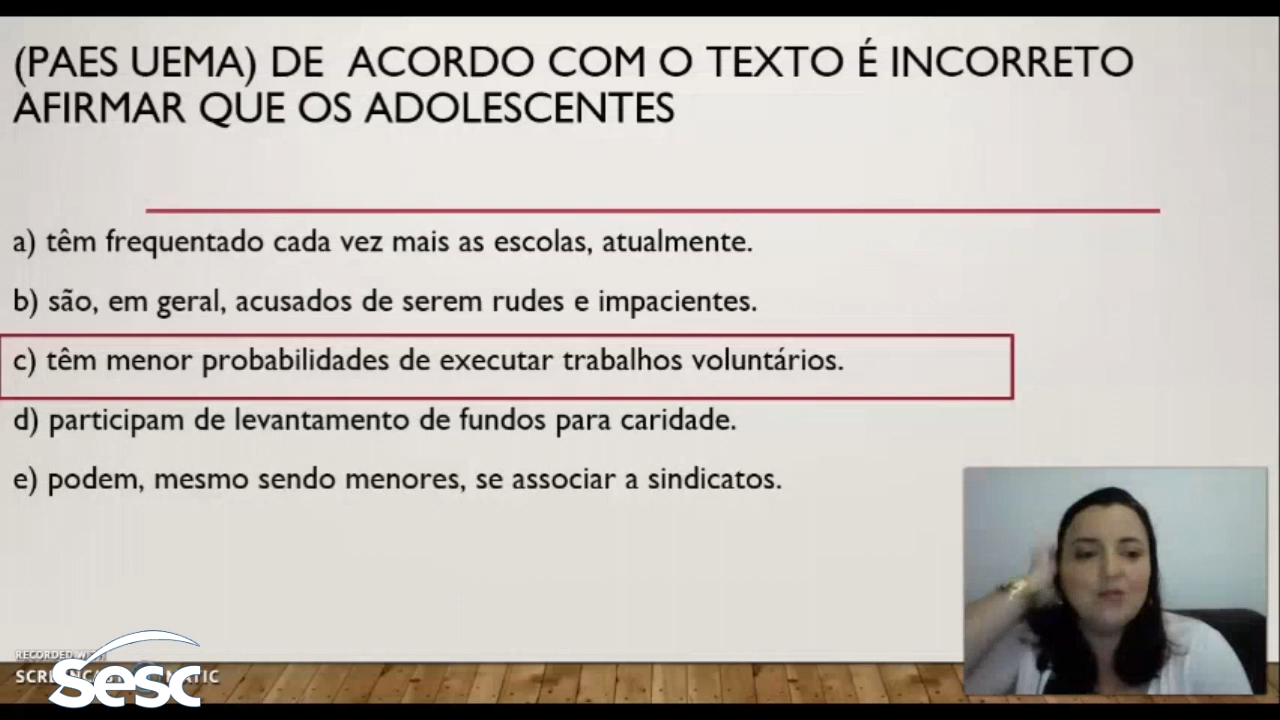 (PAES UEMA) DE ACORDO COM O TEXTO É INCORRETO
AFIRMAR QUE OS ADOLESCENTES
a) têm frequentado cada vez mais as escolas, atualmente.
b) são, em geral, acusados de serem rudes e impacientes.
c) têm menor probabilidades de executar trabalhos voluntários.
d) participam de levantamento de fundos para caridade.
e) podem, mesmo sendo menores, se associar a sindicatos.
RECORDED WITH
Sesc